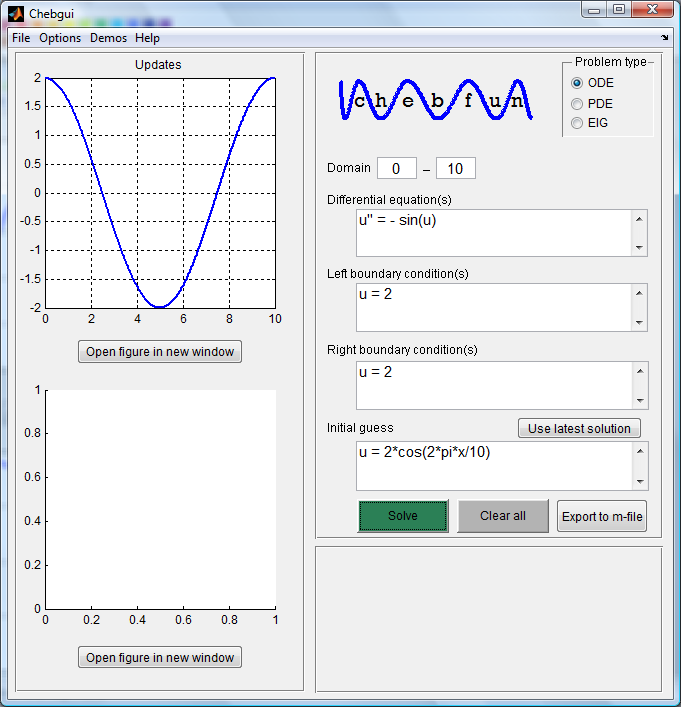 Chebgui
File Options Demos Help
Updates
2
1.5
1
0.5
0
-0.5
-1
-1.5
-2
0 2 4 6 8 10
Open figure in new window
1
0.8
0.6
0.4
0.2
0
0 0.2 0.4 0.6 0.8 1
Open figure in new window
chebfun
Problem type
ODE
PDE
EIG
Domain 0 – 10
Differential equation(s)
u" = - sin(u)
Left boundary condition(s)
u = 2
Right boundary condition(s)
u = 2
Initial guess
Use latest solution
u = 2*cos(2*pi*x/10)
Solve Clear all Export to m-file